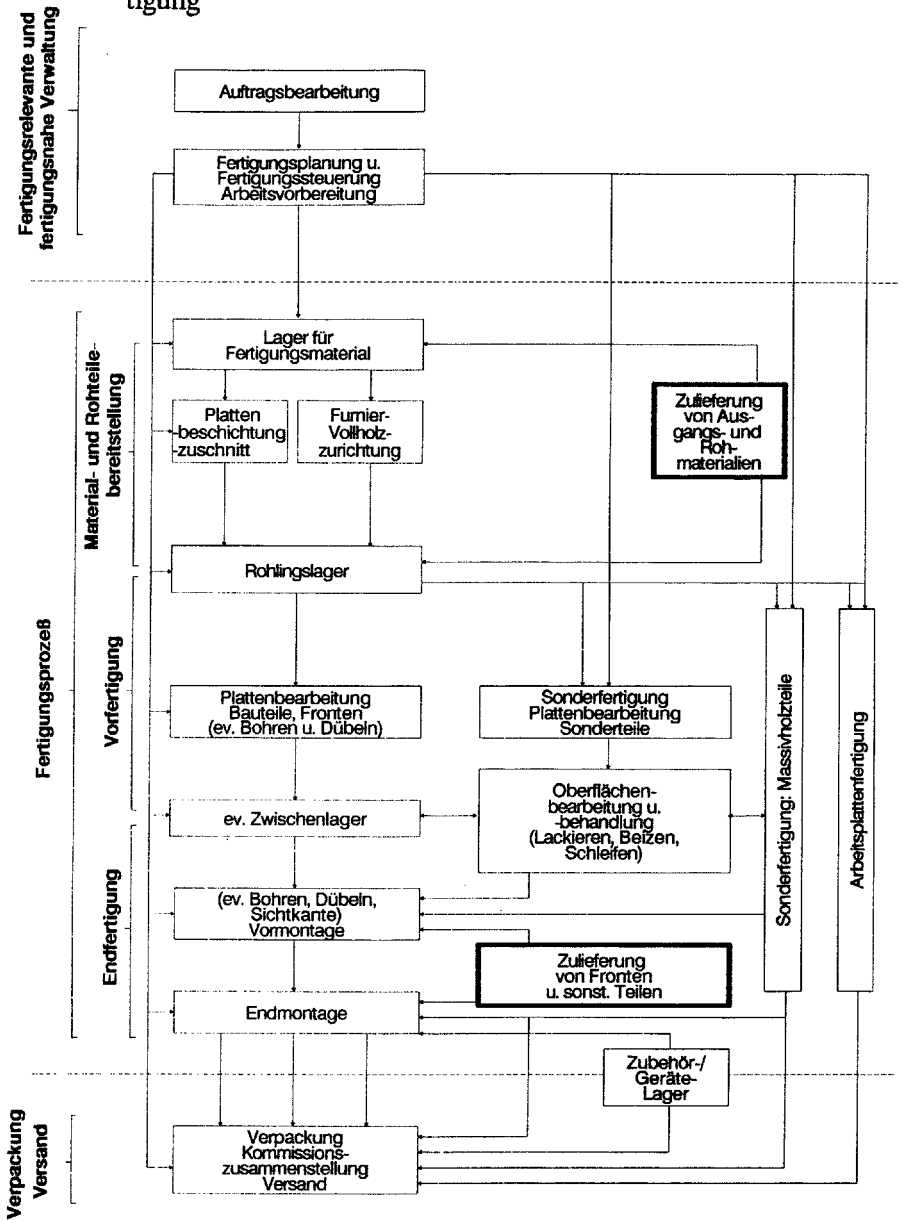 tigung
Fertigungsrelevante und
fertigungsnahe Verwaltung
Auftragsbearbeitung
Fertigungsplanung u.
Fertigungssteuerung
Arbeitsvorbereitung
Fertigungsprozeß
Material- und Rohteile-
bereitstellung
Lager für
Fertigungsmaterial
Platten
-beschichtung
-zuschnitt
Furnier-
Vollholz-
zurichtung
Zulieferung
von Aus-
gangs- und
Roh-
materialien
Rohlingslager
Vorfertigung
Plattenbearbeitung
Bauteile, Fronten
(ev. Bohren u. Dübeln)
Sonderfertigung
Plattenbearbeitung
Sonderteile
Sonderfertigung: Massivholzteile
Arbeitsplattenfertigung
ev. Zwischenlager
Oberflächen-
bearbeitung u.
-behandlung
(Lackieren, Beizen,
Schleifen)
Endfertigung
(ev. Bohren, Dübeln,
Sichtkante)
Vormontage
Zulieferung
von Fronten
u. sonst. Teilen
Endmontage
Zubehör-/
Geräte-
Lager
Verpackung
Versand
Verpackung
Kommissions-
zusammenstellung
Versand